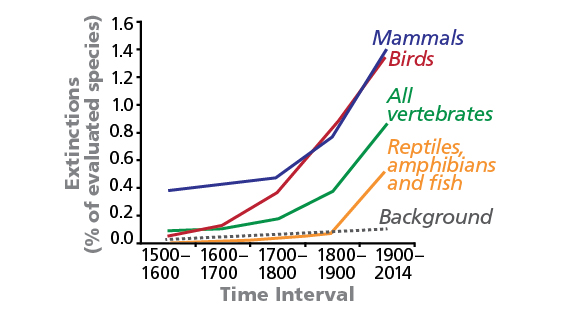 Extinctions
(% of evaluated species)
1.6
1.4
1.2
1.0
0.8
0.6
0.4
0.2
0.0
Mammals
Birds
All
vertebrates
Reptiles,
amphibians
and fish
Background
1500– 1600– 1700– 1800– 1900–
1600 1700 1800 1900 2014
Time Interval